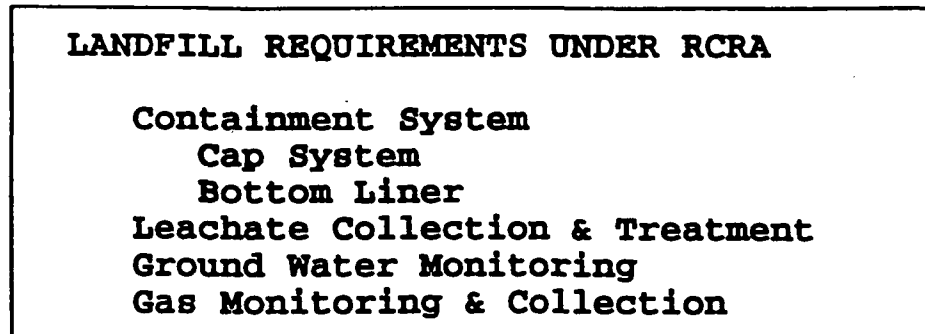 LANDFILL REQUIREMENTS UNDER RCRA
Containment System
Cap System
Bottom Liner
Leachate Collection & Treatment
Ground Water Monitoring
Gas Monitoring & Collection